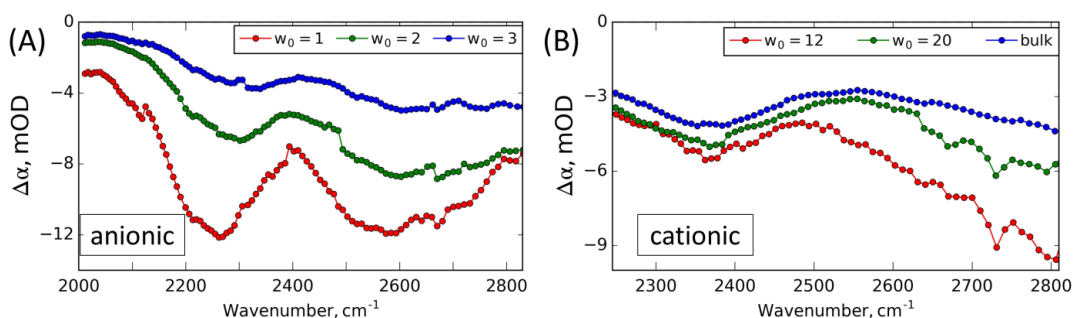 (A)
w₀ = 1 w₀ = 2 w₀ = 3
0
−4
−8
−12
Δα, mOD
anionic
2000 2200 2400 2600 2800
Wavenumber, cm⁻¹
(B)
w₀ = 12 w₀ = 20 bulk
0
−3
−6
−9
Δα, mOD
cationic
2300 2400 2500 2600 2700 2800
Wavenumber, cm⁻¹